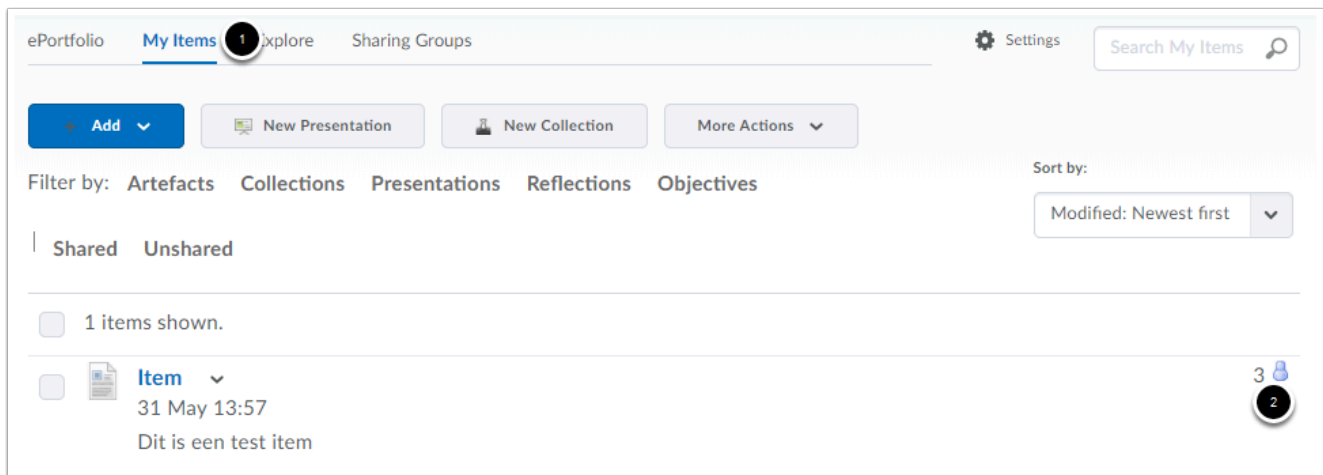 ePortfolio My Items 1 xplore Sharing Groups Settings Search My Items
Add New Presentation New Collection More Actions
Filter by: Artefacts Collections Presentations Reflections Objectives
Sort by:
Modified: Newest first
Shared Unshared
1 items shown.
Item 3
31 May 13:57 2
Dit is een test item